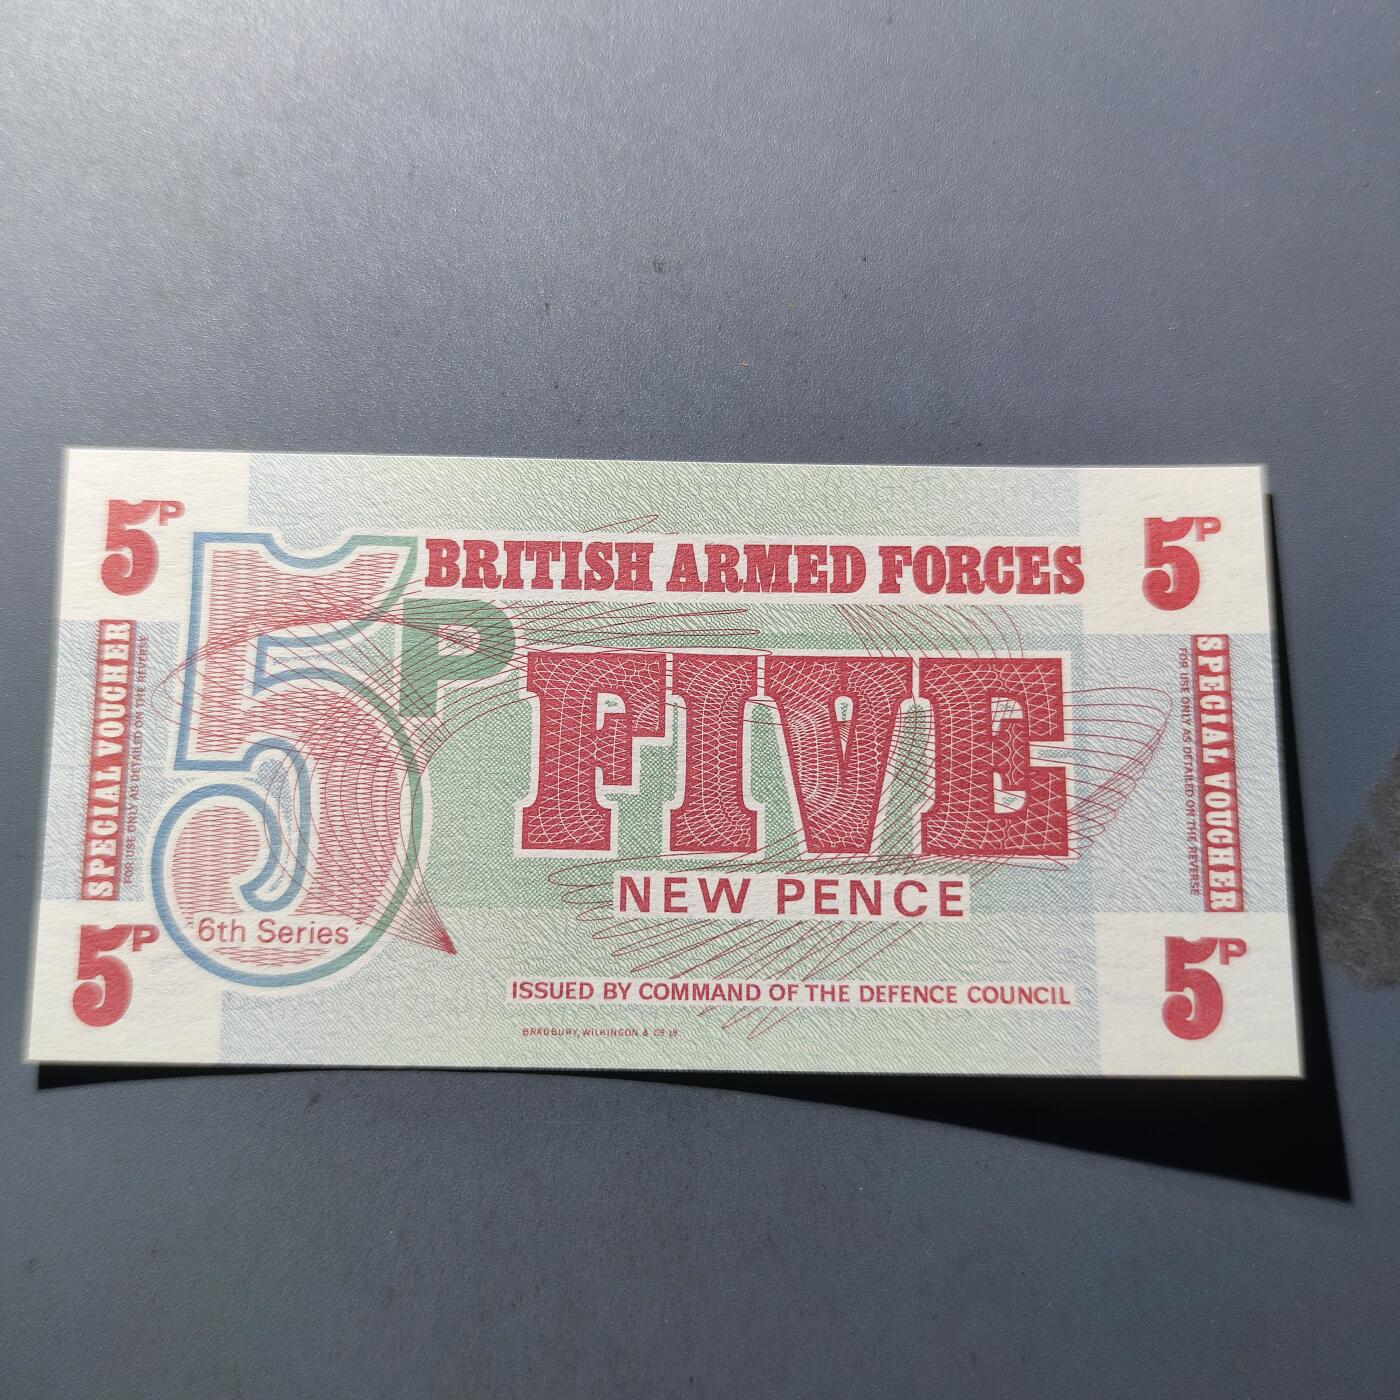 5P
5P
BRITISH ARMED FORCES
5P
FIVE
NEW PENCE
6th Series
ISSUED BY COMMAND OF THE DEFENCE COUNCIL
BRADBURY, WILKINSON & Co Ld
SPECIAL VOUCHER
FOR USE ONLY AS DETAILED ON THE REVERSE
SPECIAL VOUCHER
FOR USE ONLY AS DETAILED ON THE REVERSE
5P
5P